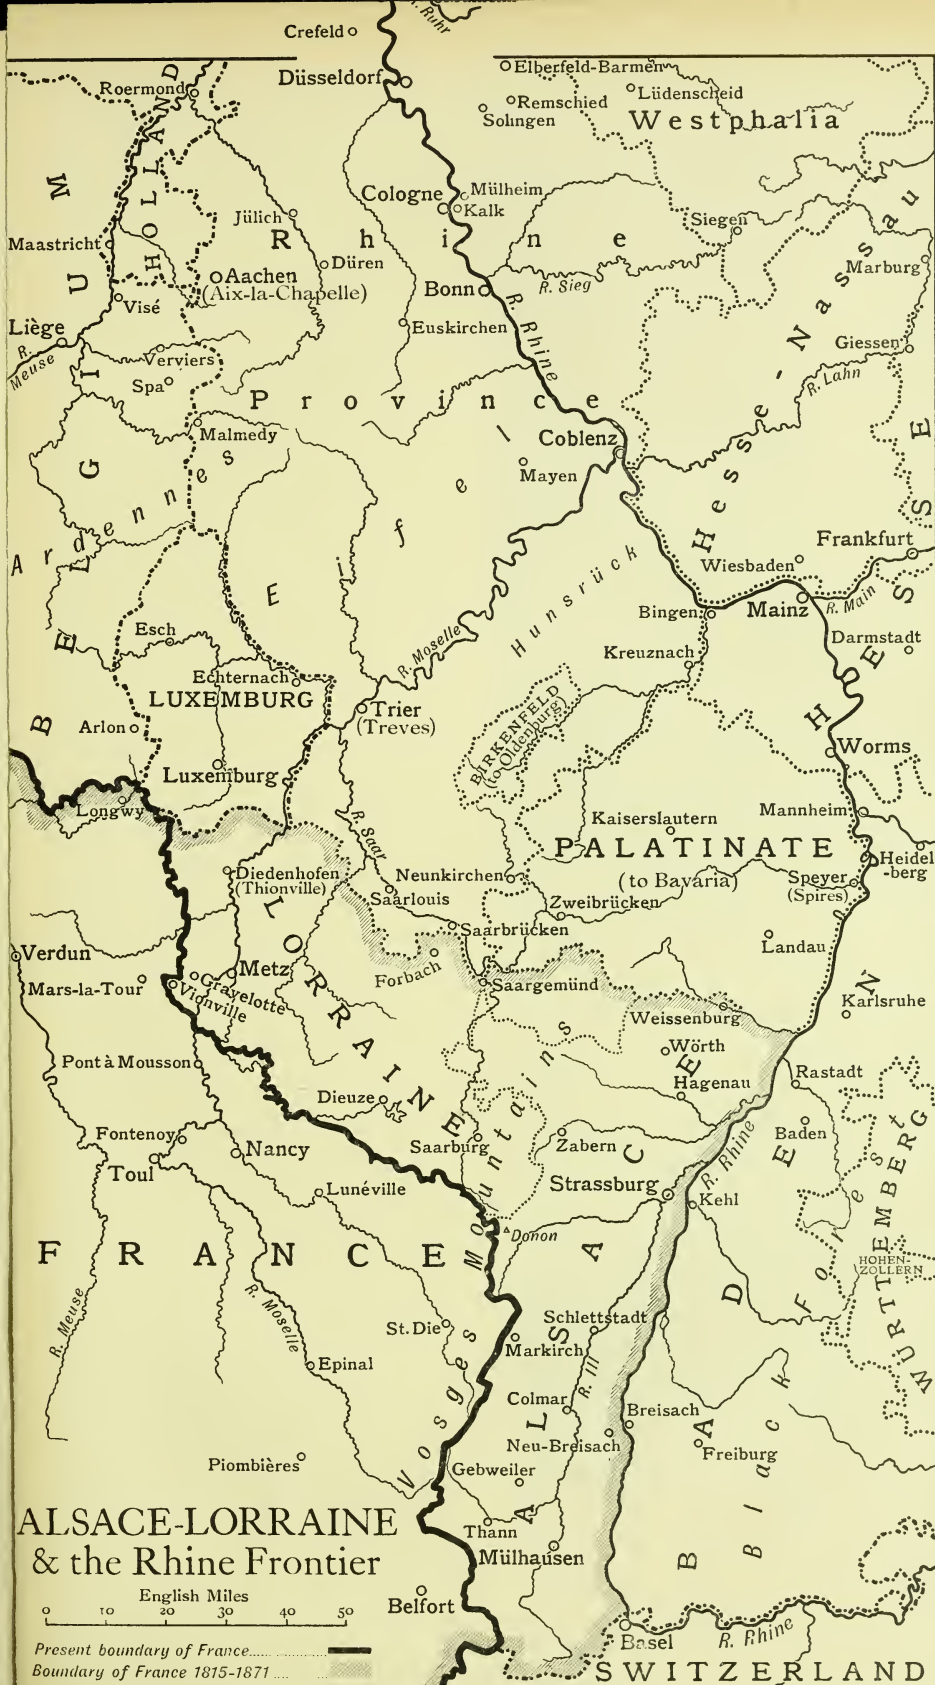 R. Ruhr
Crefeld
Düsseldorf
Elberfeld-Barmen
Roermond
Remschied
Lüdenscheid
Solingen
Westphalia
HOLLAND
Cologne
Mülheim
Kalk
Jülich
Siegen
Maastricht
Rhine
Düren
Aachen
(Aix-la-Chapelle)
Marburg
Visé
Bonn
R. Sieg
R. Rhine
Liège
Euskirchen
Giessen
R. Meuse
Verviers
Spa
R. Lahn
Province
Hesse-Nassau
Malmedy
Coblenz
Mayen
Ardennes
Eifel
BELGIUM
Hunsrück
Frankfurt
Wiesbaden
Bingen
Mainz
R. Main
HESSE
Esch
R. Moselle
Darmstadt
Kreuznach
Echternach
LUXEMBURG
Trier
(Treves)
BIRKENFELD
(to Oldenburg)
Arlon
Worms
Luxemburg
Longwy
Kaiserslautern
Mannheim
R. Saar
PALATINATE
(to Bavaria)
Heidel
-berg
Diedenhofen
(Thionville)
Neunkirchen
Speyer
(Spires)
Saarlouis
Zweibrücken
LORRAINE
Saarbrücken
Landau
Verdun
Metz
Forbach
Gravelotte
Mars-la-Tour
Vionville
Saargemünd
Karlsruhe
Weissenburg
Wörth
Pont à Mousson
Hagenau
Rastadt
Dieuze
Fontenoy
Nancy
Saarburg
Zabern
Baden
Toul
Strassburg
R. Rhine
Lunéville
Kehl
Donon
FRANCE
HOHEN-
ZOLLERN
WÜRTTEMBERG
R. Meuse
R. Moselle
Schlettstadt
St. Die
Markirch
Epinal
R. Ill
Colmar
Breisach
ALSACE
Vosges Mountains
Neu-Breisach
Freiburg
BADEN
Black Forest
Piombières
Gebweiler
Thann
Mülhausen
Belfort
Basel
R. Rhine
SWITZERLAND
ALSACE-LORRAINE
& the Rhine Frontier
English Miles
0 10 20 30 40 50
Present boundary of France
Boundary of France 1815-1871